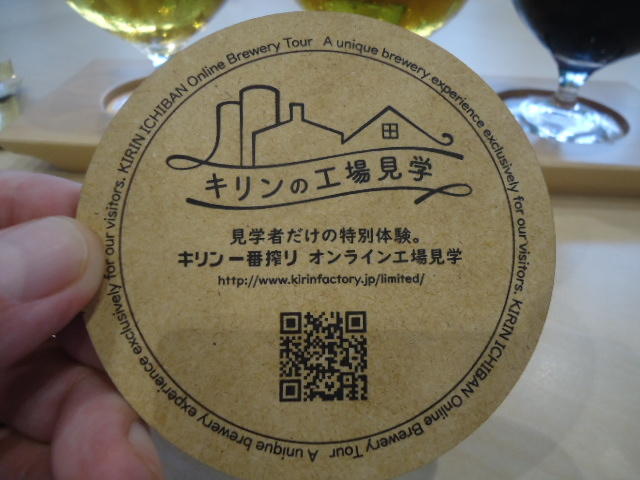 KIRIN ICHIBAN Online Brewery Tour A unique brewery experience exclusively for our visitors. KIRIN ICHIBAN Online Brewery Tour A unique brewery experience exclusively for our visitors.
キリンの工場見学
見学者だけの特別体験。
キリン一番搾り オンライン工場見学
http://www.kirinfactory.jp/limited/